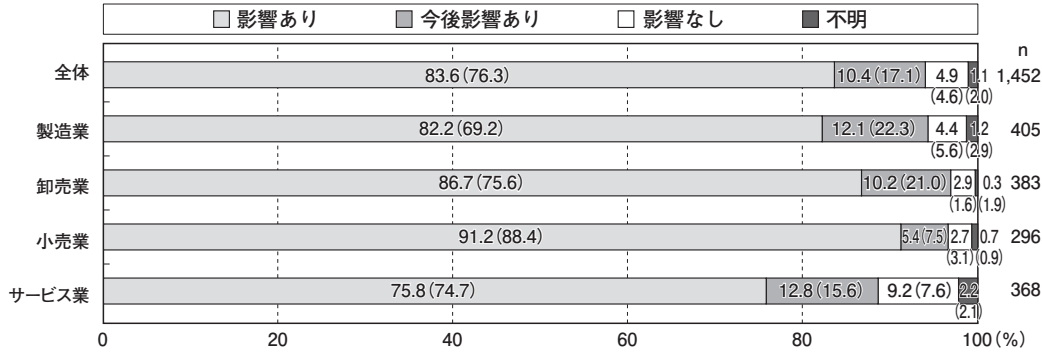 影響あり 今後影響あり 影響なし 不明
n
全体 83.6(76.3) 10.4(17.1) 4.9 1.1 1,452
(4.6)(2.0)
製造業 82.2(69.2) 12.1(22.3) 4.4 1.2 405
(5.6)(2.9)
卸売業 86.7(75.6) 10.2(21.0) 2.9 0.3 383
(1.6)(1.9)
小売業 91.2(88.4) 5.4(7.5) 2.7 0.7 296
(3.1)(0.9)
サービス業 75.8(74.7) 12.8(15.6) 9.2(7.6) 2.2 368
(2.1)
0 20 40 60 80 100(%)